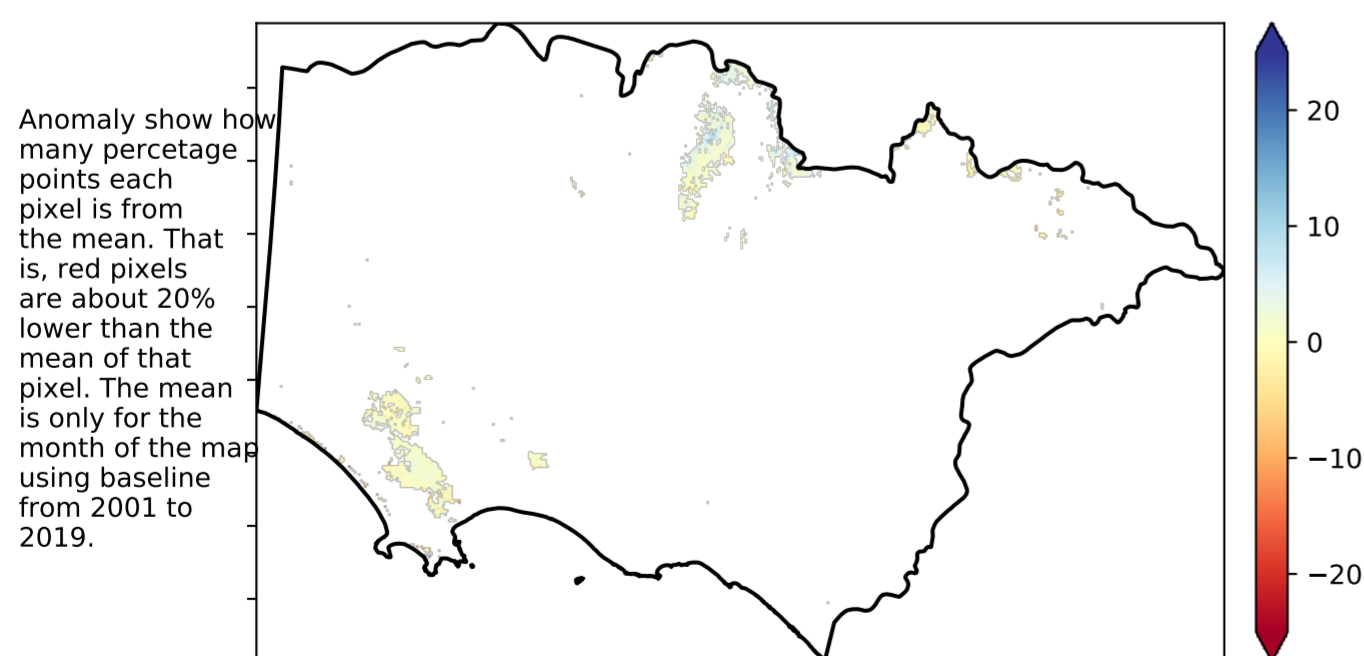 Anomaly show how
many percetage
points each
pixel is from
the mean. That
is, red pixels
are about 20%
lower than the
mean of that
pixel. The mean
is only for the
month of the map
using baseline
from 2001 to
2019.
20
10
0
−10
−20